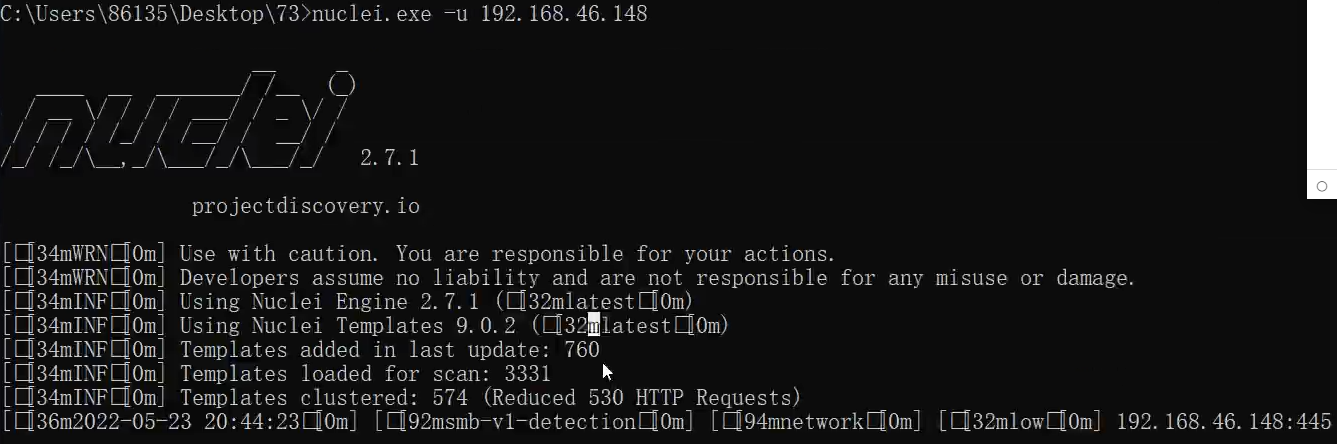 C:\Users\86135\Desktop\73>nuclei.exe -u 192.168.46.148
nuclei 2.7.1
projectdiscovery.io
[□[34mWRN□[0m] Use with caution. You are responsible for your actions.
[□[34mWRN□[0m] Developers assume no liability and are not responsible for any misuse or damage.
[□[34mINF□[0m] Using Nuclei Engine 2.7.1 (□[32mlatest□[0m)
[□[34mINF□[0m] Using Nuclei Templates 9.0.2 (□[32mlatest□[0m)
[□[34mINF□[0m] Templates added in last update: 760
[□[34mINF□[0m] Templates loaded for scan: 3331
[□[34mINF□[0m] Templates clustered: 574 (Reduced 530 HTTP Requests)
[□[36m2022-05-23 20:44:23□[0m] [□[92msmb-v1-detection□[0m] [□[94mnetwork□[0m] [□[32mlow□[0m] 192.168.46.148:445